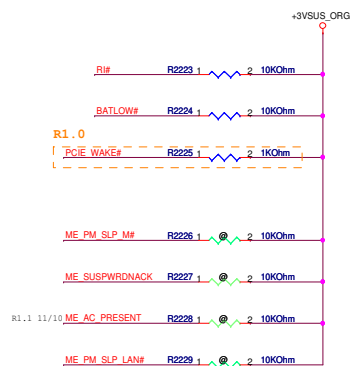 +3VSUS_ORG
RI# R2223 1 2 10KOhm
BATLOW# R2224 1 2 10KOhm
R1.0
PCIE_WAKE# R2225 1 2 1KOhm
ME_PM_SLP_M# R2226 1 @ 2 10KOhm
ME_SUSPWRDNACK R2227 1 @ 2 10KOhm
R1.1 11/10 ME_AC_PRESENT R2228 1 @ 2 10KOhm
ME_PM_SLP_LAN# R2229 1 @ 2 10KOhm